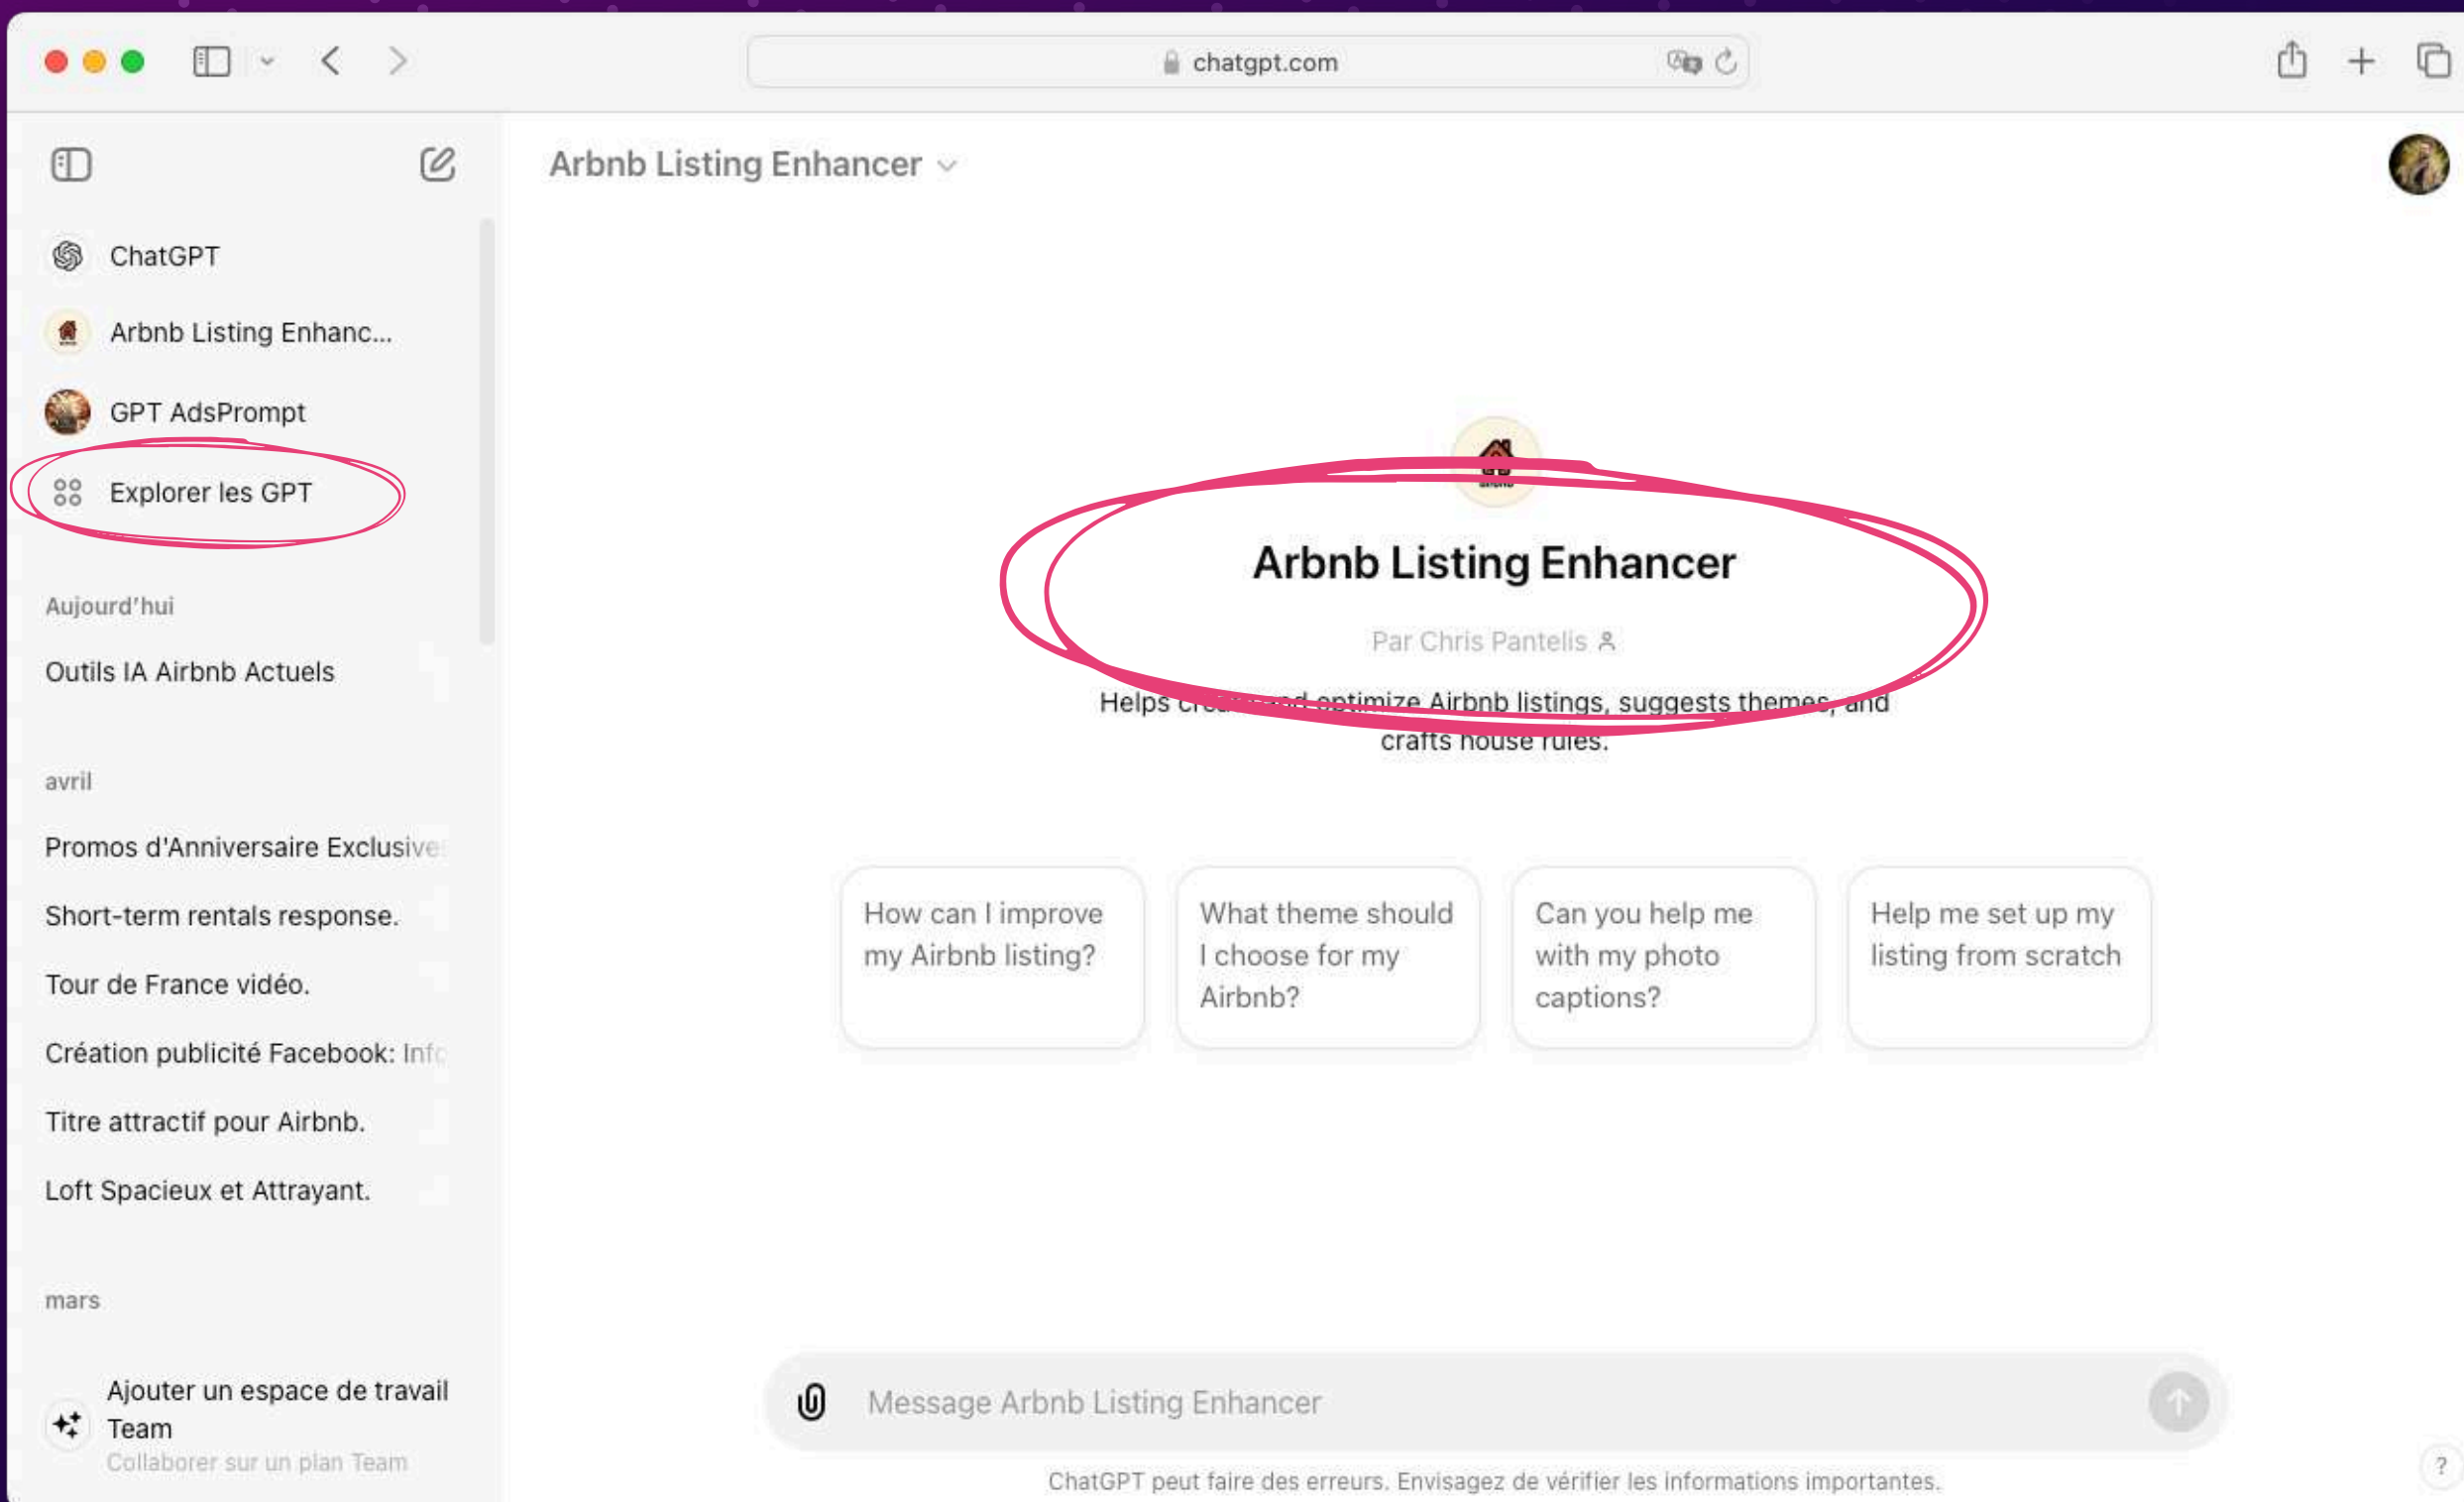 chatgpt.com
Arbnb Listing Enhancer
ChatGPT
Arbnb Listing Enhanc...
GPT AdsPrompt
Explorer les GPT
Aujourd'hui
Outils IA Airbnb Actuels
avril
Promos d'Anniversaire Exclusive
Short-term rentals response.
Tour de France vidéo.
Création publicité Facebook: Info
Titre attractif pour Airbnb.
Loft Spacieux et Attrayant.
mars
Ajouter un espace de travail
Team
Collaborer sur un plan Team
Arbnb Listing Enhancer
Par Chris Pantelis
Helps create and optimize Airbnb listings, suggests themes, and
crafts house rules.
How can I improve
my Airbnb listing?
What theme should
I choose for my
Airbnb?
Can you help me
with my photo
captions?
Help me set up my
listing from scratch
Message Arbnb Listing Enhancer
ChatGPT peut faire des erreurs. Envisagez de vérifier les informations importantes.
?